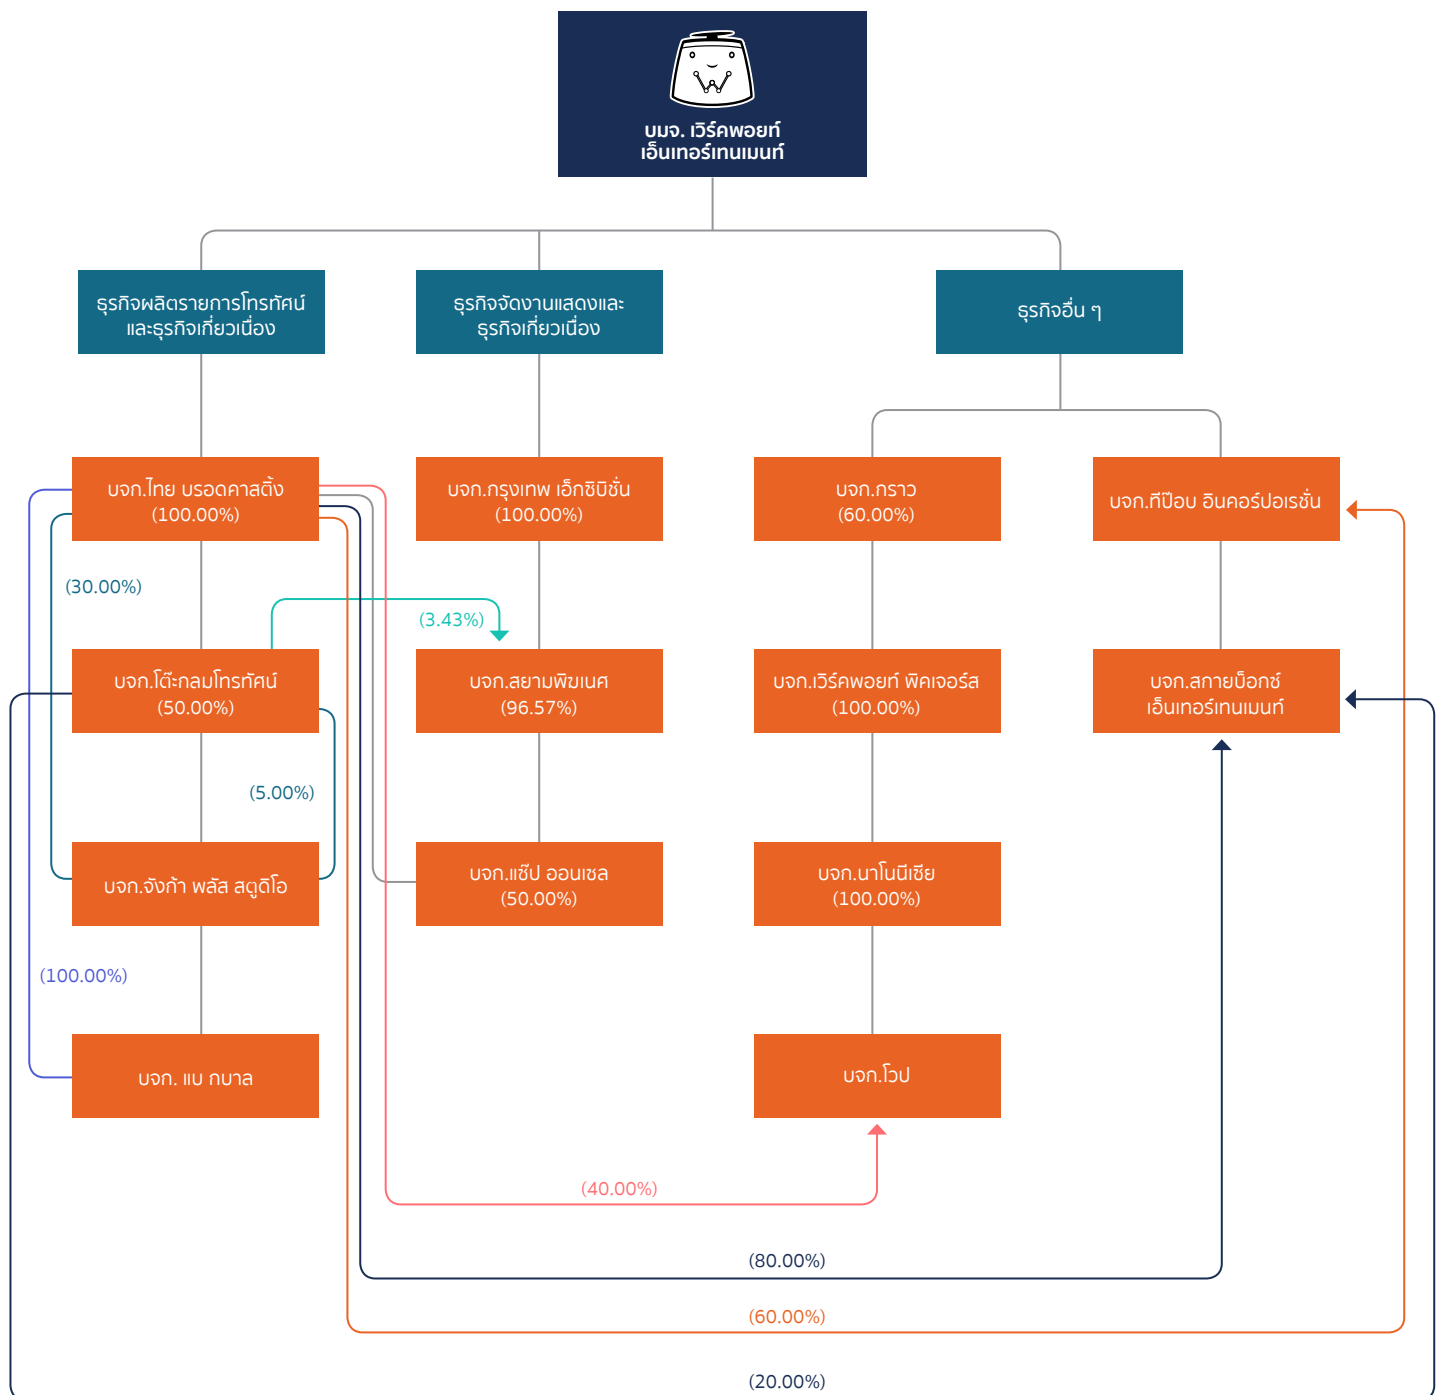 บมจ. เวิร์คพอยท์
เอ็นเทอร์เทนเมนท์
ธุรกิจผลิตรายการโทรทัศน์
และธุรกิจเกี่ยวเนื่อง
ธุรกิจจัดงานแสดงและ
ธุรกิจเกี่ยวเนื่อง
ธุรกิจอื่น ๆ
บจก.ไทย บรอดคาสติ้ง
(100.00%)
บจก.กรุงเทพ เอ็กซิบิชั่น
(100.00%)
บจก.กราว
(60.00%)
บจก.ทีป๊อบ อินคอร์ปอเรชั่น
(30.00%)
(3.43%)
บจก.โต๊ะกลมโทรทัศน์
(50.00%)
บจก.สยามพิฆเนศ
(96.57%)
บจก.เวิร์คพอยท์ พิคเจอร์ส
(100.00%)
บจก.สกายบ็อกซ์
เอ็นเทอร์เทนเมนท์
(5.00%)
บจก.จังก้า พลัส สตูดิโอ
บจก.แซ๊ป ออนเซล
(50.00%)
บจก.นาโนนีเซีย
(100.00%)
(100.00%)
บจก. แบ กบาล
บจก.โวป
(40.00%)
(80.00%)
(60.00%)
(20.00%)